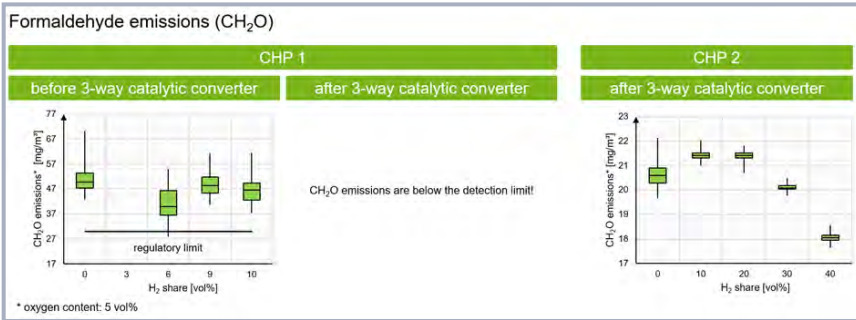 Formaldehyde emissions (CH₂O)
CHP 1
CHP 2
before 3-way catalytic converter
after 3-way catalytic converter
after 3-way catalytic converter
CH₂O emissions* [mg/m³]
77
67
57
47
37
27
17
regulatory limit
0 3 6 9 10
H₂ share [vol%]
CH₂O emissions are below the detection limit!
CH₂O emissions* [mg/m³]
23
22
21
20
21
18
17
0 10 20 30 40
H₂ share [vol%]
* oxygen content: 5 vol%